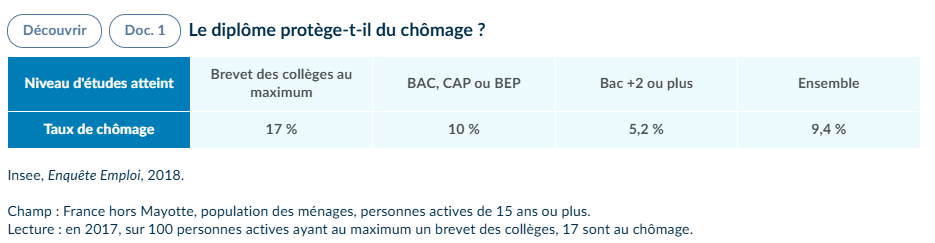 Découvrir Doc. 1 Le diplôme protège-t-il du chômage ?
Niveau d'études atteint Brevet des collèges au maximum BAC, CAP ou BEP Bac +2 ou plus Ensemble
Taux de chômage 17 % 10 % 5,2 % 9,4 %
Insee, Enquête Emploi, 2018.
Champ : France hors Mayotte, population des ménages, personnes actives de 15 ans ou plus.
Lecture : en 2017, sur 100 personnes actives ayant au maximum un brevet des collèges, 17 sont au chômage.